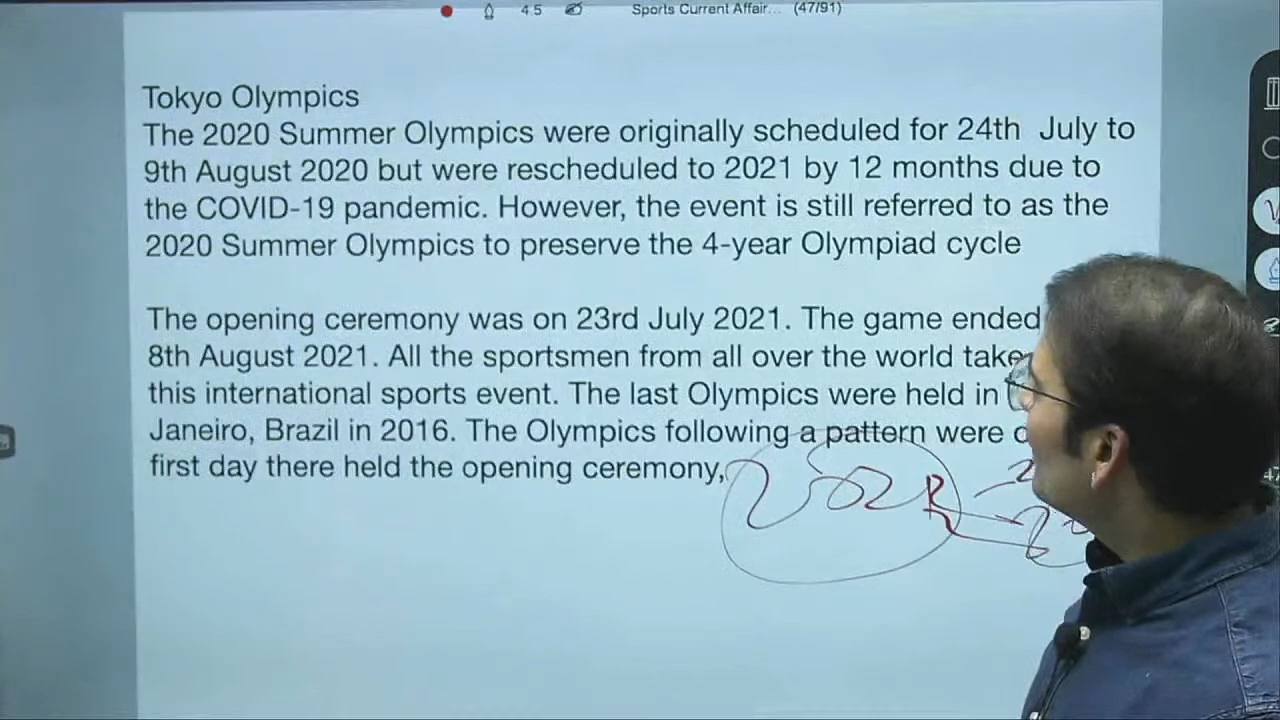 4.5 Sports Current Affair... (47/91)
Tokyo Olympics
The 2020 Summer Olympics were originally scheduled for 24th July to
9th August 2020 but were rescheduled to 2021 by 12 months due to
the COVID-19 pandemic. However, the event is still referred to as the
2020 Summer Olympics to preserve the 4-year Olympiad cycle
The opening ceremony was on 23rd July 2021. The game ended
8th August 2021. All the sportsmen from all over the world take
this international sports event. The last Olympics were held in
Janeiro, Brazil in 2016. The Olympics following a pattern were
first day there held the opening ceremony,